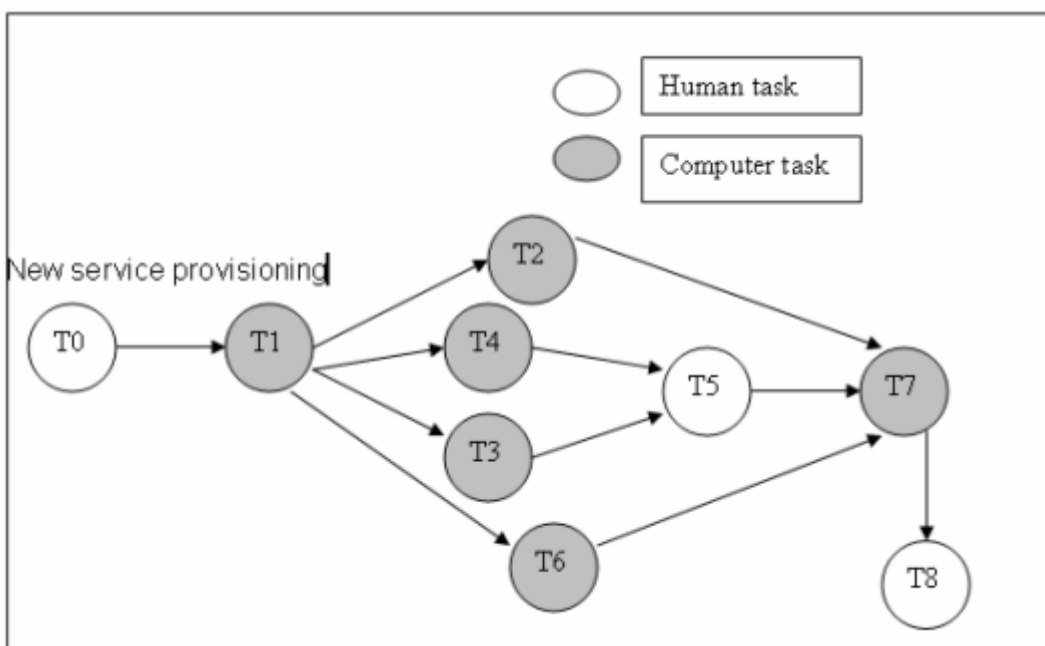 Human task
Computer task
New service provisioning
T0
T1
T2
T4
T3
T6
T5
T7
T8